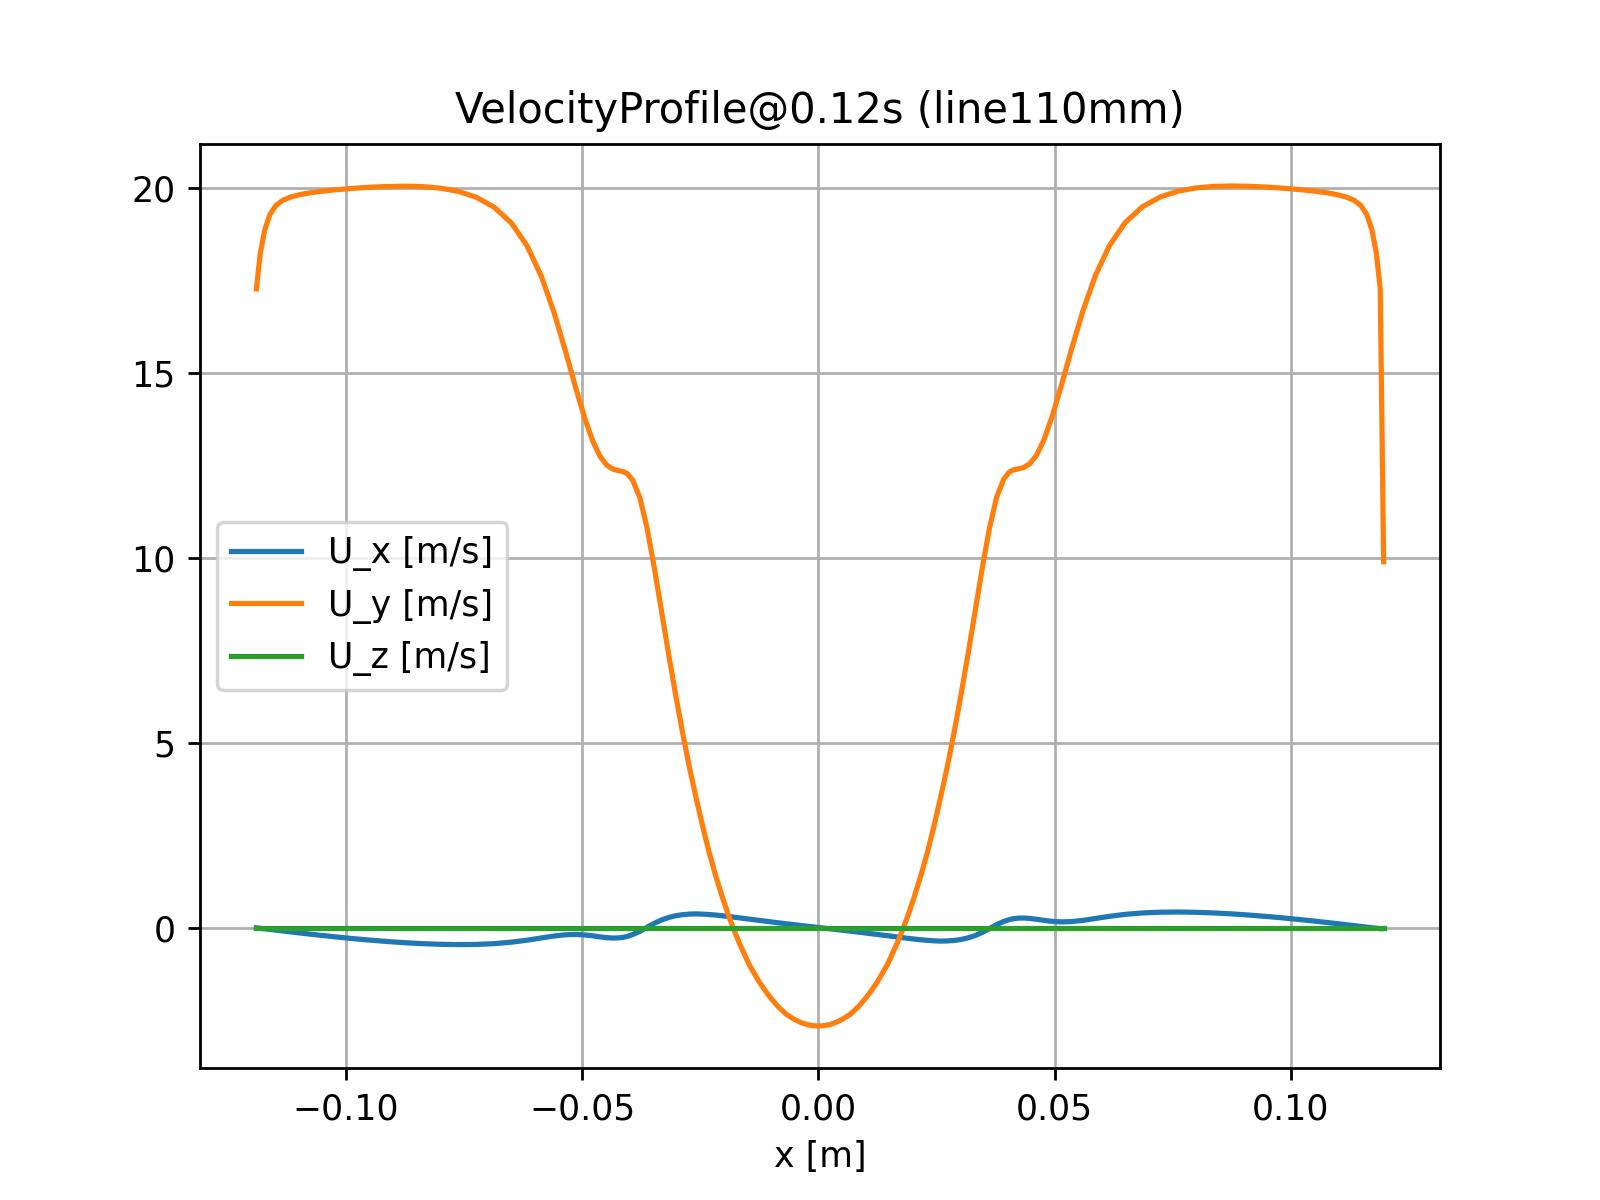 VelocityProfile@0.12s (line110mm)
20
15
10
5
0
U_x [m/s]
U_y [m/s]
U_z [m/s]
−0.10 −0.05 0.00 0.05 0.10
x [m]